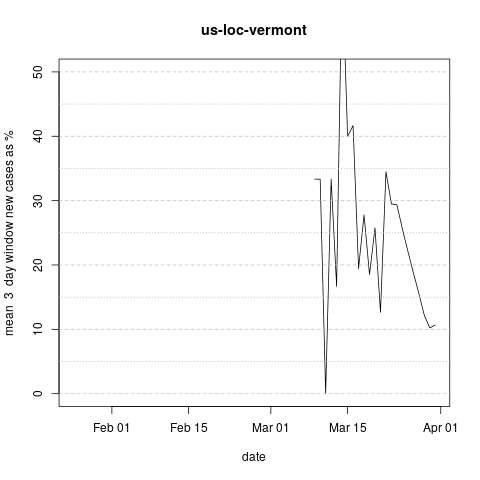 us-loc-vermont
mean  3  day window new cases as %
50
40
30
20
10
0
Feb 01 Feb 15 Mar 01 Mar 15 Apr 01
date